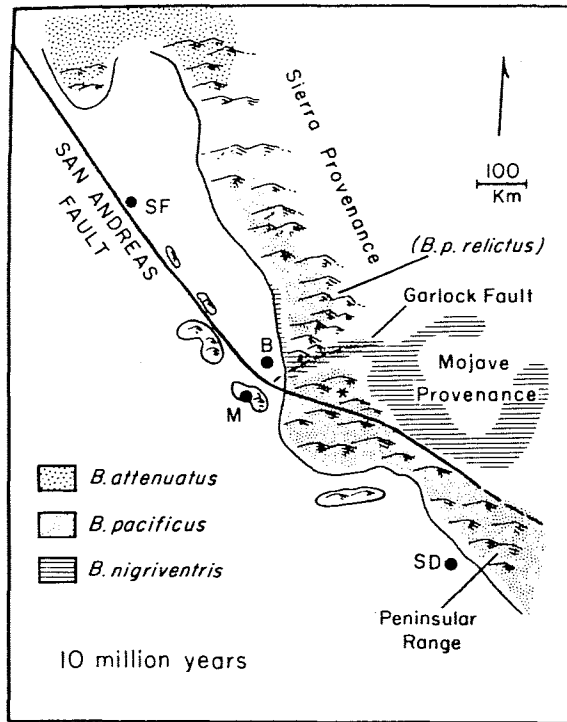 Sierra Provenance
100
Km
SAN ANDREAS
FAULT
SF
(B. p. relictus)
Garlock Fault
B
Mojave
Provenance
M
B. attenuatus
B. pacificus
B. nigriventris
SD
Peninsular
Range
10 million years